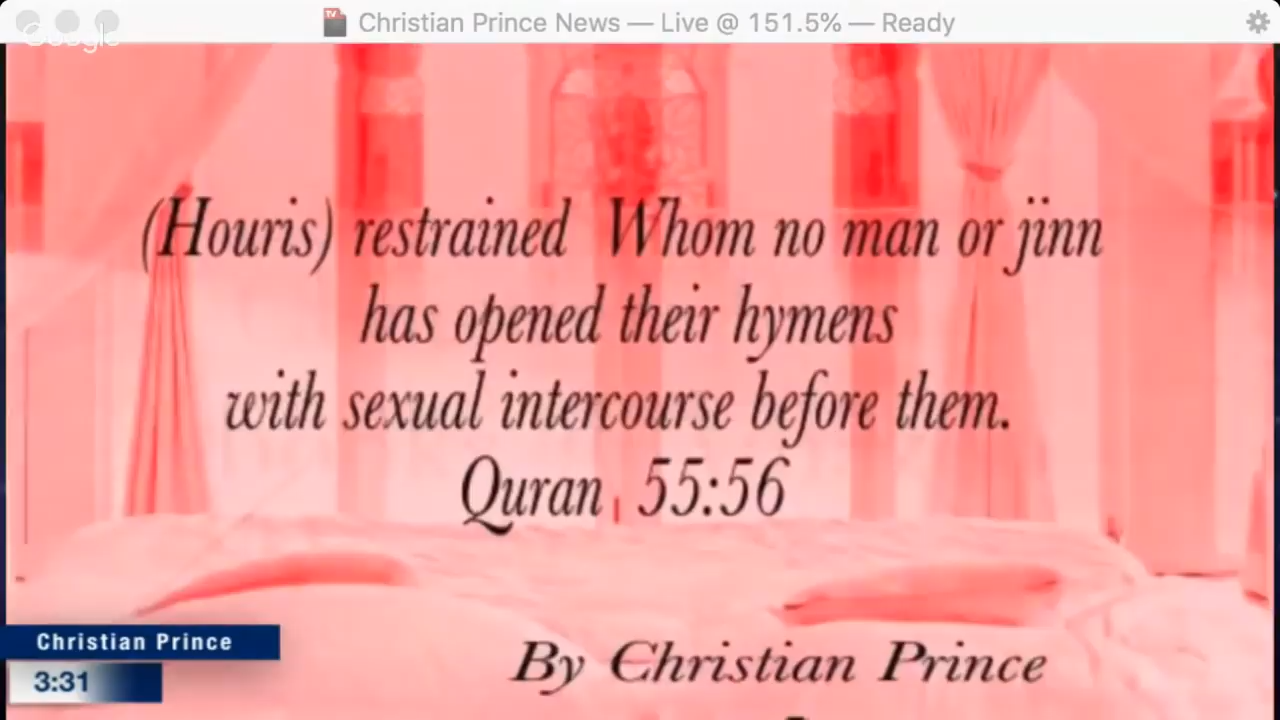 Christian Prince News — Live @ 151.5% — Ready
Google
(Houris) restrained Whom no man or jinn
has opened their hymens
with sexual intercourse before them.
Quran 55:56
Christian Prince
3:31
By Christian Prince